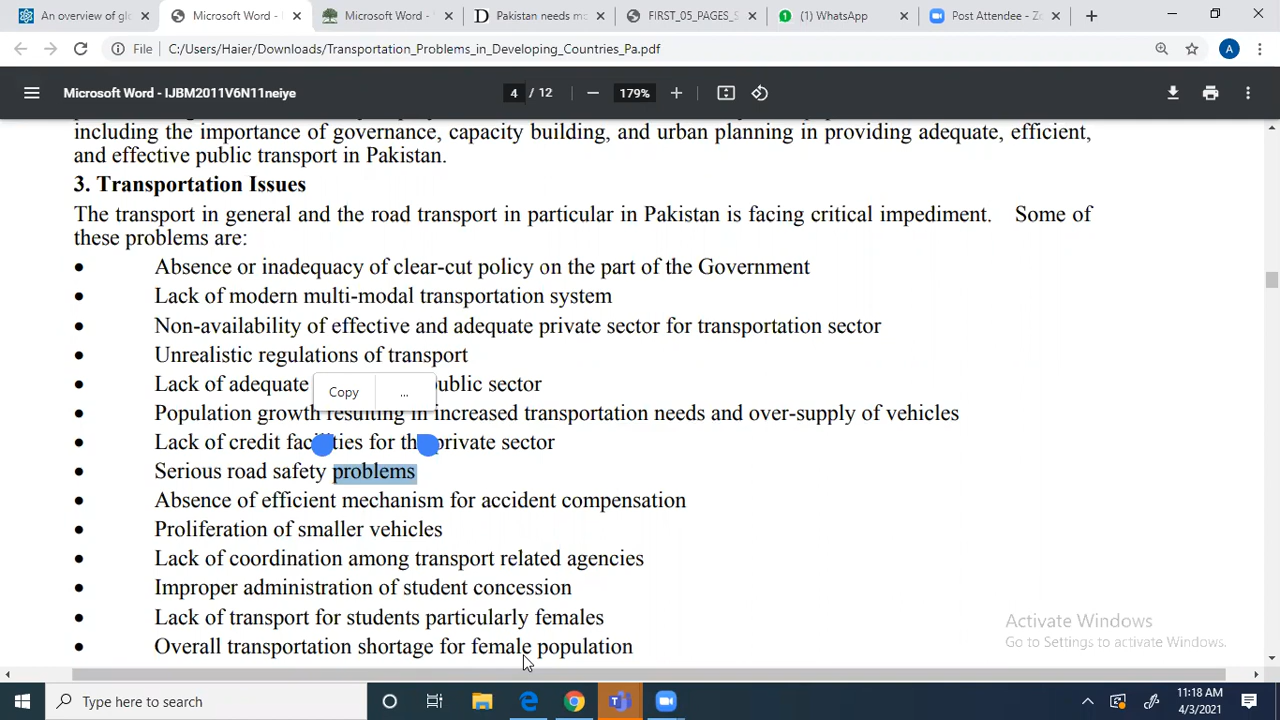 An overview of glo
Microsoft Word -
Microsoft Word -
Pakistan needs mo
FIRST_05_PAGES_S
(1) WhatsApp
Post Attendee - Zo
File
C:/Users/Haier/Downloads/Transportation_Problems_in_Developing_Countries_Pa.pdf
A
Microsoft Word - IJBM2011V6N11neiye
4 / 12
179%
including the importance of governance, capacity building, and urban planning in providing adequate, efficient,
and effective public transport in Pakistan.
3. Transportation Issues
The transport in general and the road transport in particular in Pakistan is facing critical impediment. Some of
these problems are:
• Absence or inadequacy of clear-cut policy on the part of the Government
• Lack of modern multi-modal transportation system
• Non-availability of effective and adequate private sector for transportation sector
• Unrealistic regulations of transport
• Lack of adequate public sector
Copy ...
• Population growth resulting in increased transportation needs and over-supply of vehicles
• Lack of credit facilities for the private sector
• Serious road safety problems
• Absence of efficient mechanism for accident compensation
• Proliferation of smaller vehicles
• Lack of coordination among transport related agencies
• Improper administration of student concession
• Lack of transport for students particularly females
• Overall transportation shortage for female population
Activate Windows
Go to Settings to activate Windows.
Type here to search
11:18 AM
4/3/2021